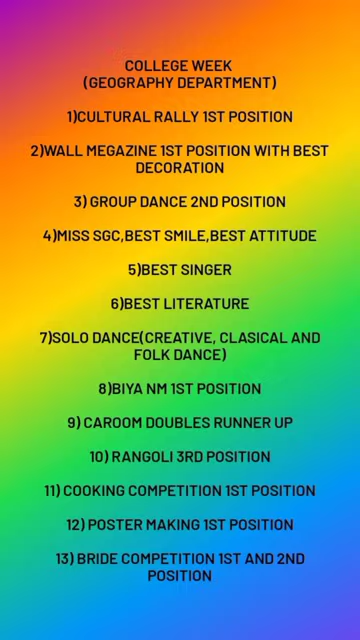 COLLEGE WEEK
(GEOGRAPHY DEPARTMENT)
1)CULTURAL RALLY 1ST POSITION
2)WALL MEGAZINE 1ST POSITION WITH BEST
DECORATION
3) GROUP DANCE 2ND POSITION
4)MISS SGC,BEST SMILE,BEST ATTITUDE
5)BEST SINGER
6)BEST LITERATURE
7)SOLO DANCE(CREATIVE, CLASICAL AND
FOLK DANCE)
8)BIYA NM 1ST POSITION
9) CAROOM DOUBLES RUNNER UP
10) RANGOLI 3RD POSITION
11) COOKING COMPETITION 1ST POSITION
12) POSTER MAKING 1ST POSITION
13) BRIDE COMPETITION 1ST AND 2ND
POSITION